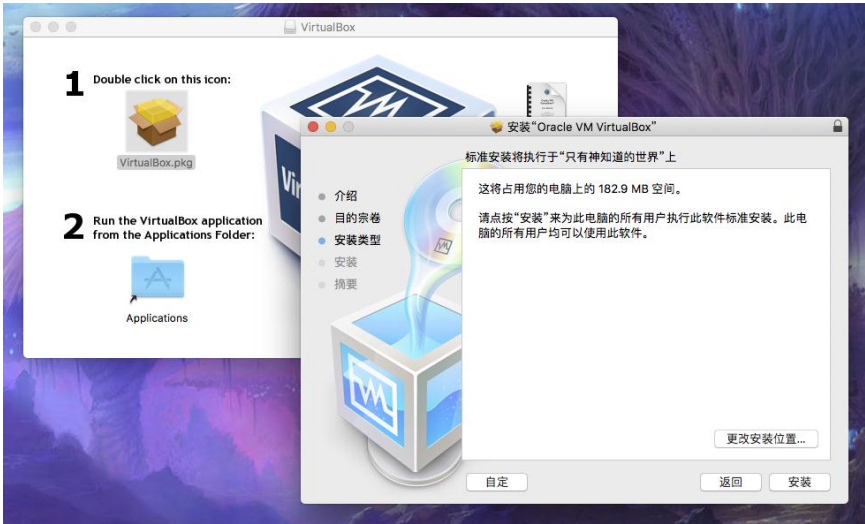 VirtualBox
1 Double click on this icon:
VirtualBox.pkg
2 Run the VirtualBox application
from the Applications Folder:
Applications
安装“Oracle VM VirtualBox”
标准安装将执行于“只有神知道的世界”上
介绍
目的宗卷
安装类型
安装
摘要
这将占用您的电脑上的 182.9 MB 空间。
请点按“安装”来为此电脑的所有用户执行此软件标准安装。此电
脑的所有用户均可以使用此软件。
更改安装位置...
自定
返回
安装